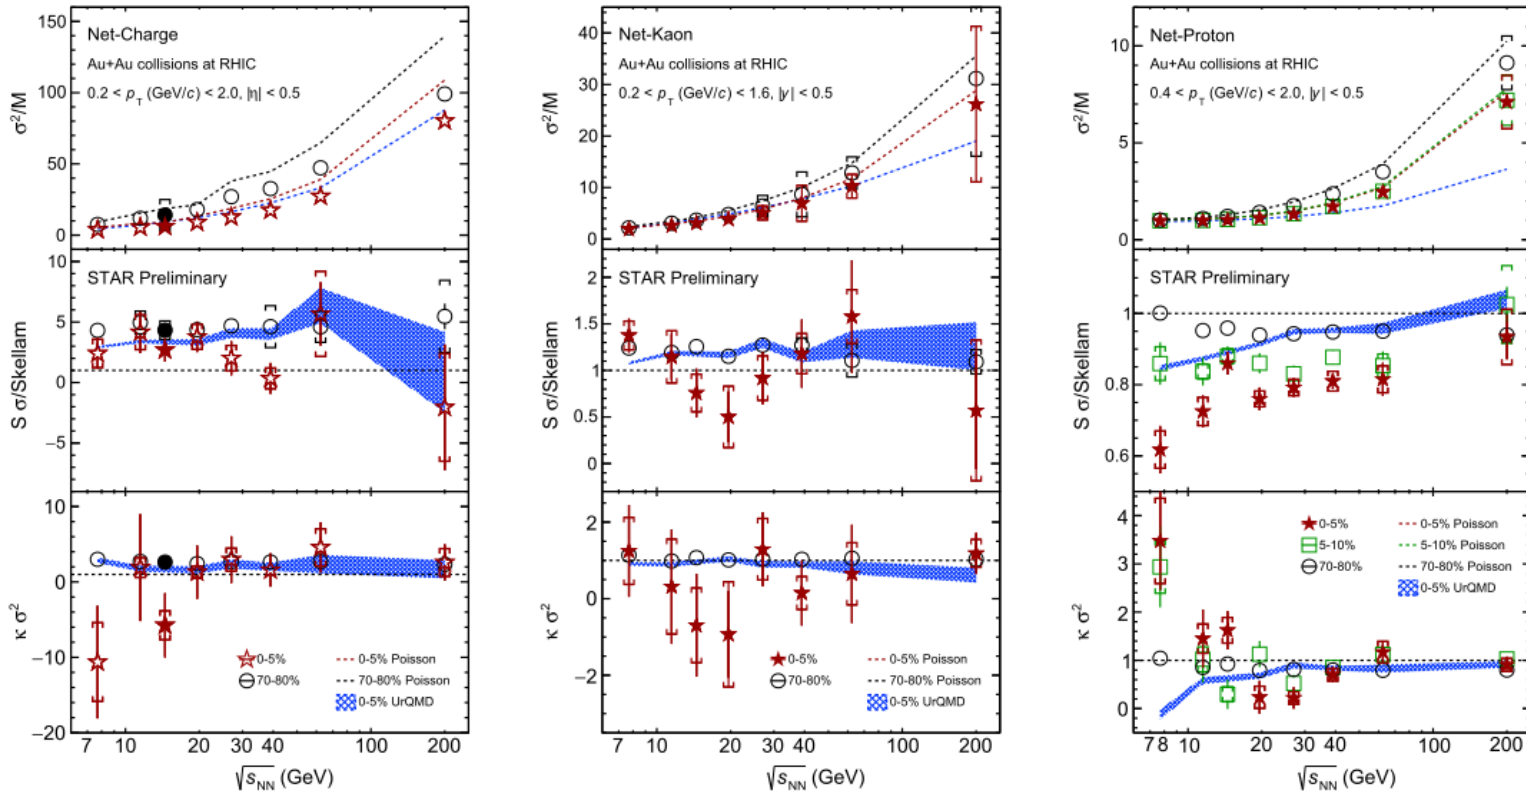 Net-Charge
Au+Au collisions at RHIC
0.2 < pT (GeV/c) < 2.0, |η| < 0.5
σ²/M
150
100
50
0
STAR Preliminary
S σ/Skellam
10
5
0
−5
κ σ²
10
0
−10
−20
0-5%
70-80%
0-5% Poisson
70-80% Poisson
0-5% UrQMD
7 10 20 30 40 100 200
√sNN (GeV)
Net-Kaon
Au+Au collisions at RHIC
0.2 < pT (GeV/c) < 1.6, |y| < 0.5
σ²/M
40
30
20
10
0
STAR Preliminary
S σ/Skellam
2
1.5
1
0.5
0
κ σ²
2
1
0
−2
0-5%
70-80%
0-5% Poisson
70-80% Poisson
0-5% UrQMD
7 10 20 30 40 100 200
√sNN (GeV)
Net-Proton
Au+Au collisions at RHIC
0.4 < pT (GeV/c) < 2.0, |y| < 0.5
σ²/M
10
5
0
STAR Preliminary
S σ/Skellam
1
0.8
0.6
κ σ²
4
3
2
1
0
0-5%
5-10%
70-80%
0-5% Poisson
5-10% Poisson
70-80% Poisson
0-5% UrQMD
7 8 10 20 30 40 100 200
√sNN (GeV)